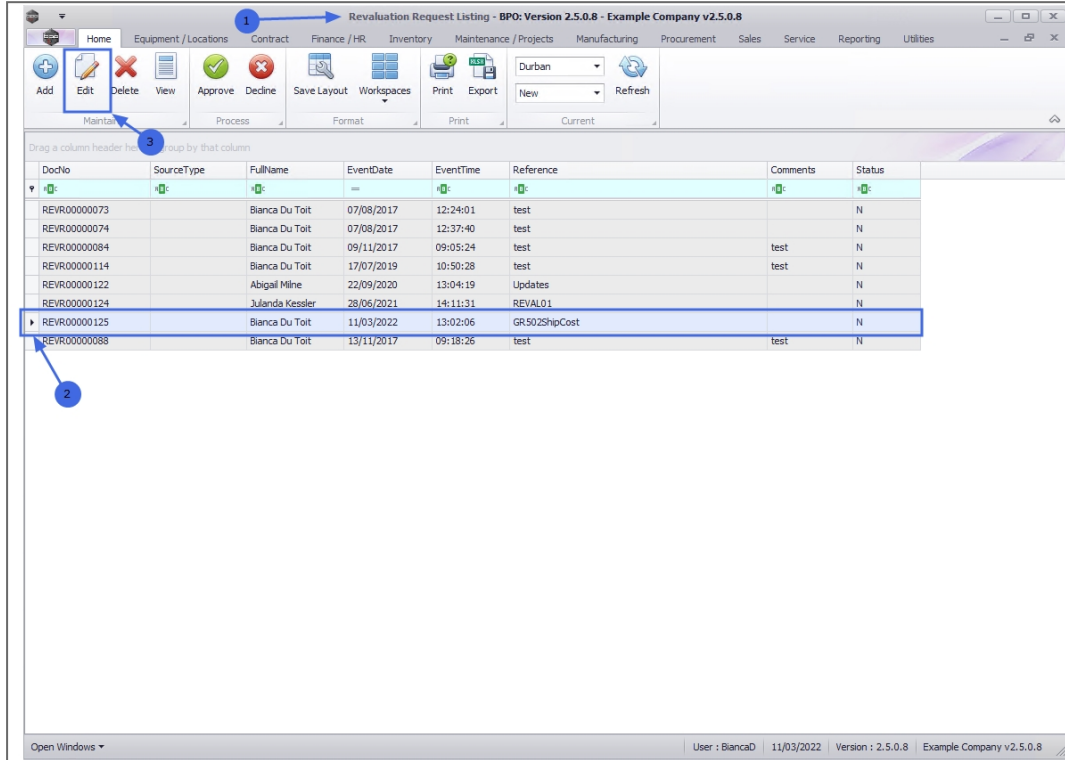 1
Revaluation Request Listing - BPO: Version 2.5.0.8 - Example Company v2.5.0.8
Home Equipment / Locations Contract Finance / HR Inventory Maintenance / Projects Manufacturing Procurement Sales Service Reporting Utilities
Durban
Add Edit Delete View Approve Decline Save Layout Workspaces Print Export New Refresh
Process Format Print Current
3
Drag a column header by that column
DocNo SourceType FullName EventDate EventTime Reference Comments Status
REVR00000073 Bianca Du Toit 07/08/2017 12:24:01 test N
REVR00000074 Bianca Du Toit 07/08/2017 12:37:40 test N
REVR00000084 Bianca Du Toit 09/11/2017 09:05:24 test test N
REVR00000114 Bianca Du Toit 17/07/2019 10:50:28 test test N
REVR00000122 Abigail Milne 22/09/2020 13:04:19 Updates N
REVR00000124 Julanda Kessler 28/06/2021 14:11:31 REVAL01 N
REVR00000125 Bianca Du Toit 11/03/2022 13:02:06 GR502ShipCost N
REVR00000088 Bianca Du Toit 13/11/2017 09:18:26 test test N
2
Open Windows User : BiancaD 11/03/2022 Version : 2.5.0.8 Example Company v2.5.0.8